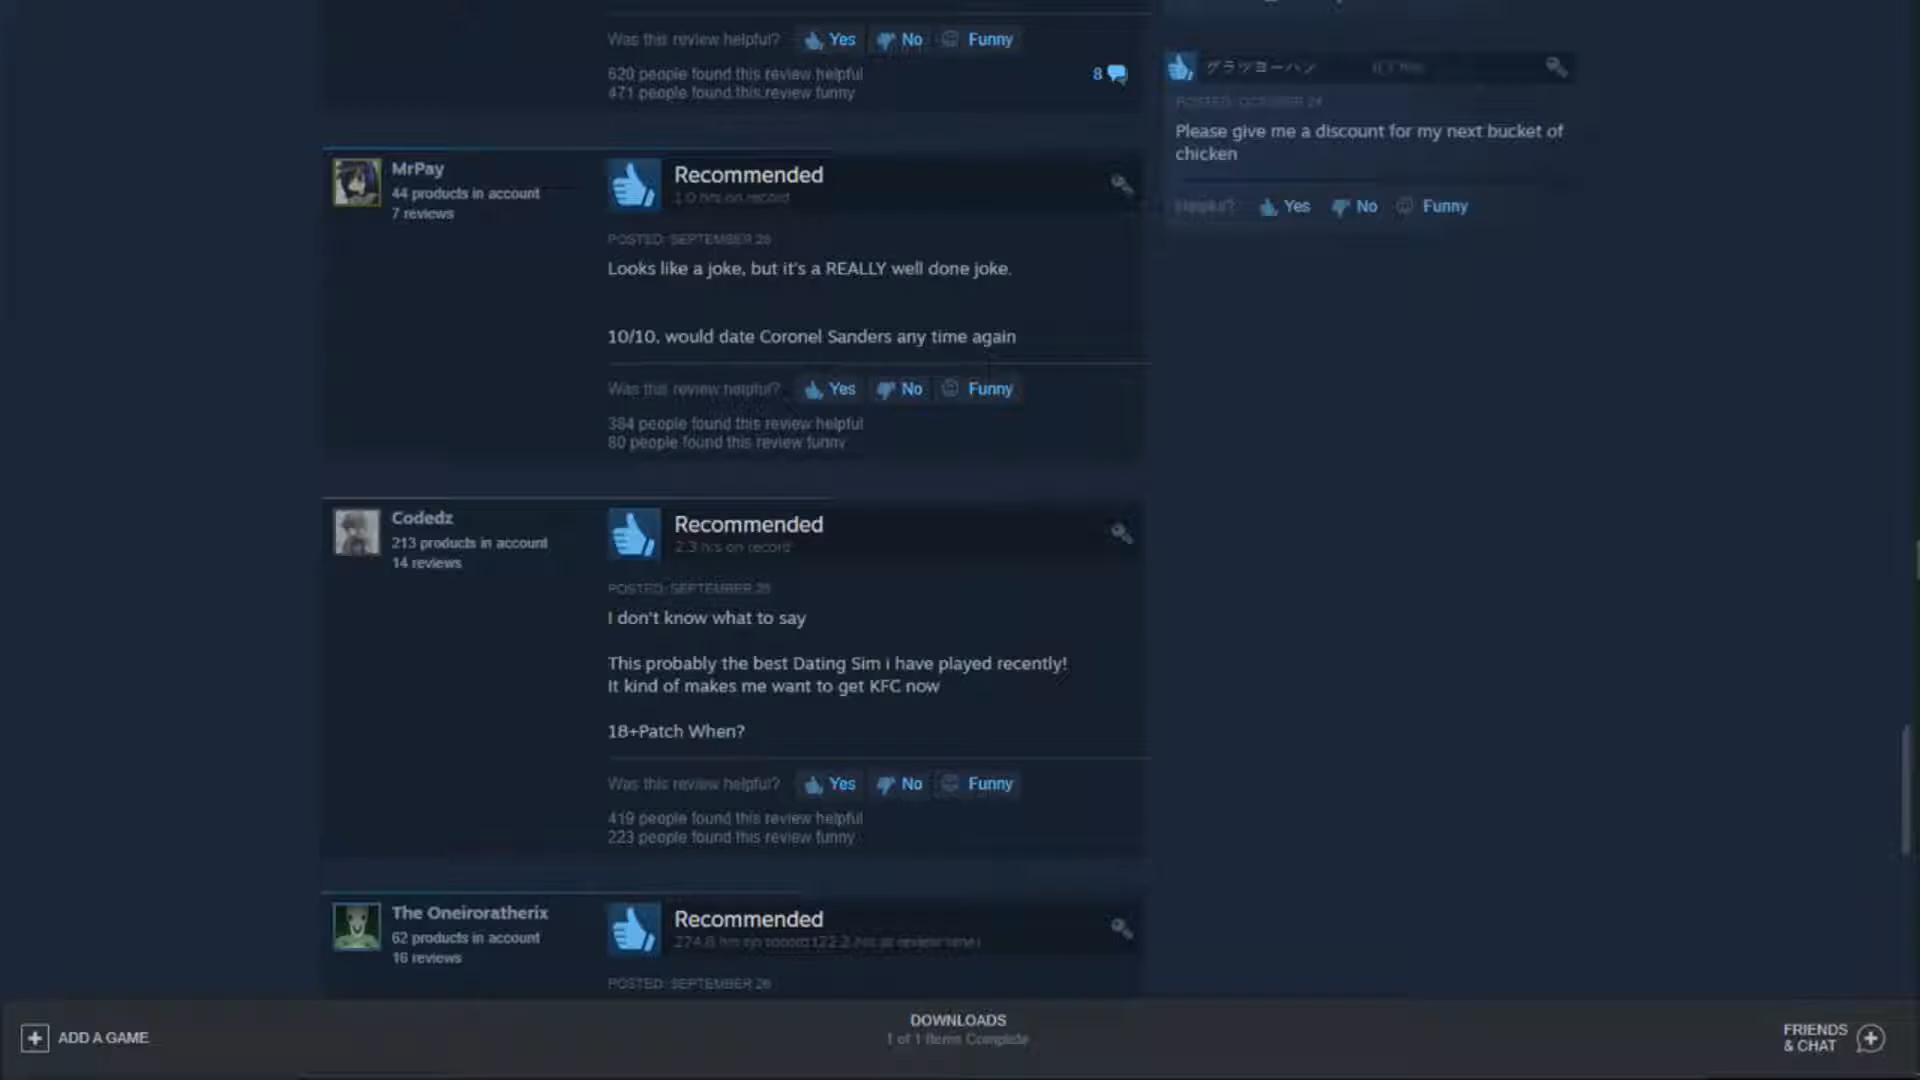 Was this review helpful? Yes No Funny
620 people found this review helpful
8
471 people found this review funny
グラツヨーハン
POSTED: OCTOBER 24
Please give me a discount for my next bucket of
chicken
Helpful? Yes No Funny
MrPay
44 products in account
7 reviews
Recommended
1.0 hrs on record
POSTED: SEPTEMBER 26
Looks like a joke, but it's a REALLY well done joke.
10/10, would date Coronel Sanders any time again
Was this review helpful? Yes No Funny
384 people found this review helpful
80 people found this review funny
Codedz
213 products in account
14 reviews
Recommended
2.3 hrs on record
POSTED: SEPTEMBER 25
I don't know what to say
This probably the best Dating Sim i have played recently!
It kind of makes me want to get KFC now
18+Patch When?
Was this review helpful? Yes No Funny
419 people found this review helpful
223 people found this review funny
The Oneiroratherix
62 products in account
16 reviews
Recommended
274.8 hrs on record (22.2 hrs at review time)
POSTED: SEPTEMBER 26
ADD A GAME
DOWNLOADS
1 of 1 Items Complete
FRIENDS
& CHAT